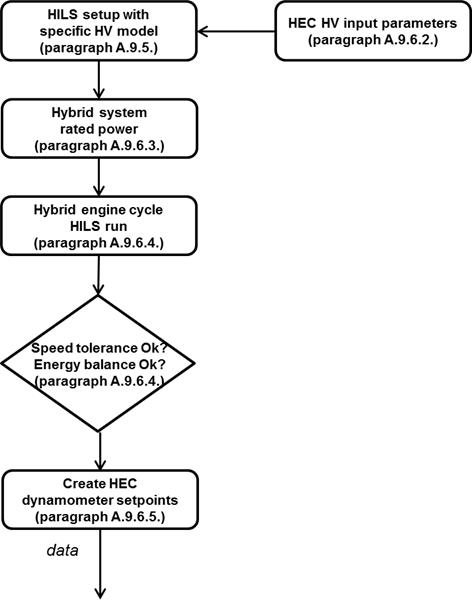 HILS setup with
specific HV model
(paragraph A.9.5.)
HEC HV input parameters
(paragraph A.9.6.2.)
Hybrid system
rated power
(paragraph A.9.6.3.)
Hybrid engine cycle
HILS run
(paragraph A.9.6.4.)
Speed tolerance Ok?
Energy balance Ok?
(paragraph A.9.6.4.)
Create HEC
dynamometer setpoints
(paragraph A.9.6.5.)
data